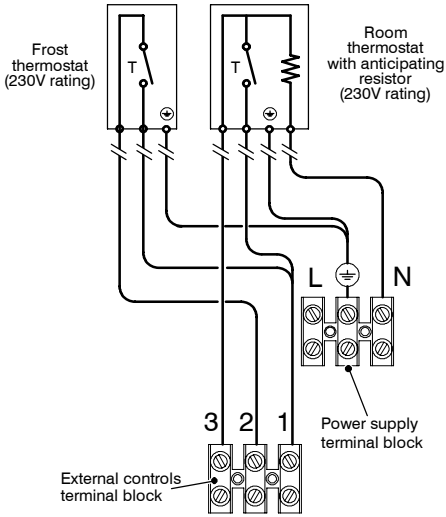 Frost
thermostat
(230V rating)
T
T
Room
thermostat
with anticipating
resistor
(230V rating)
L
N
3 2 1
Power supply
terminal block
External controls
terminal block